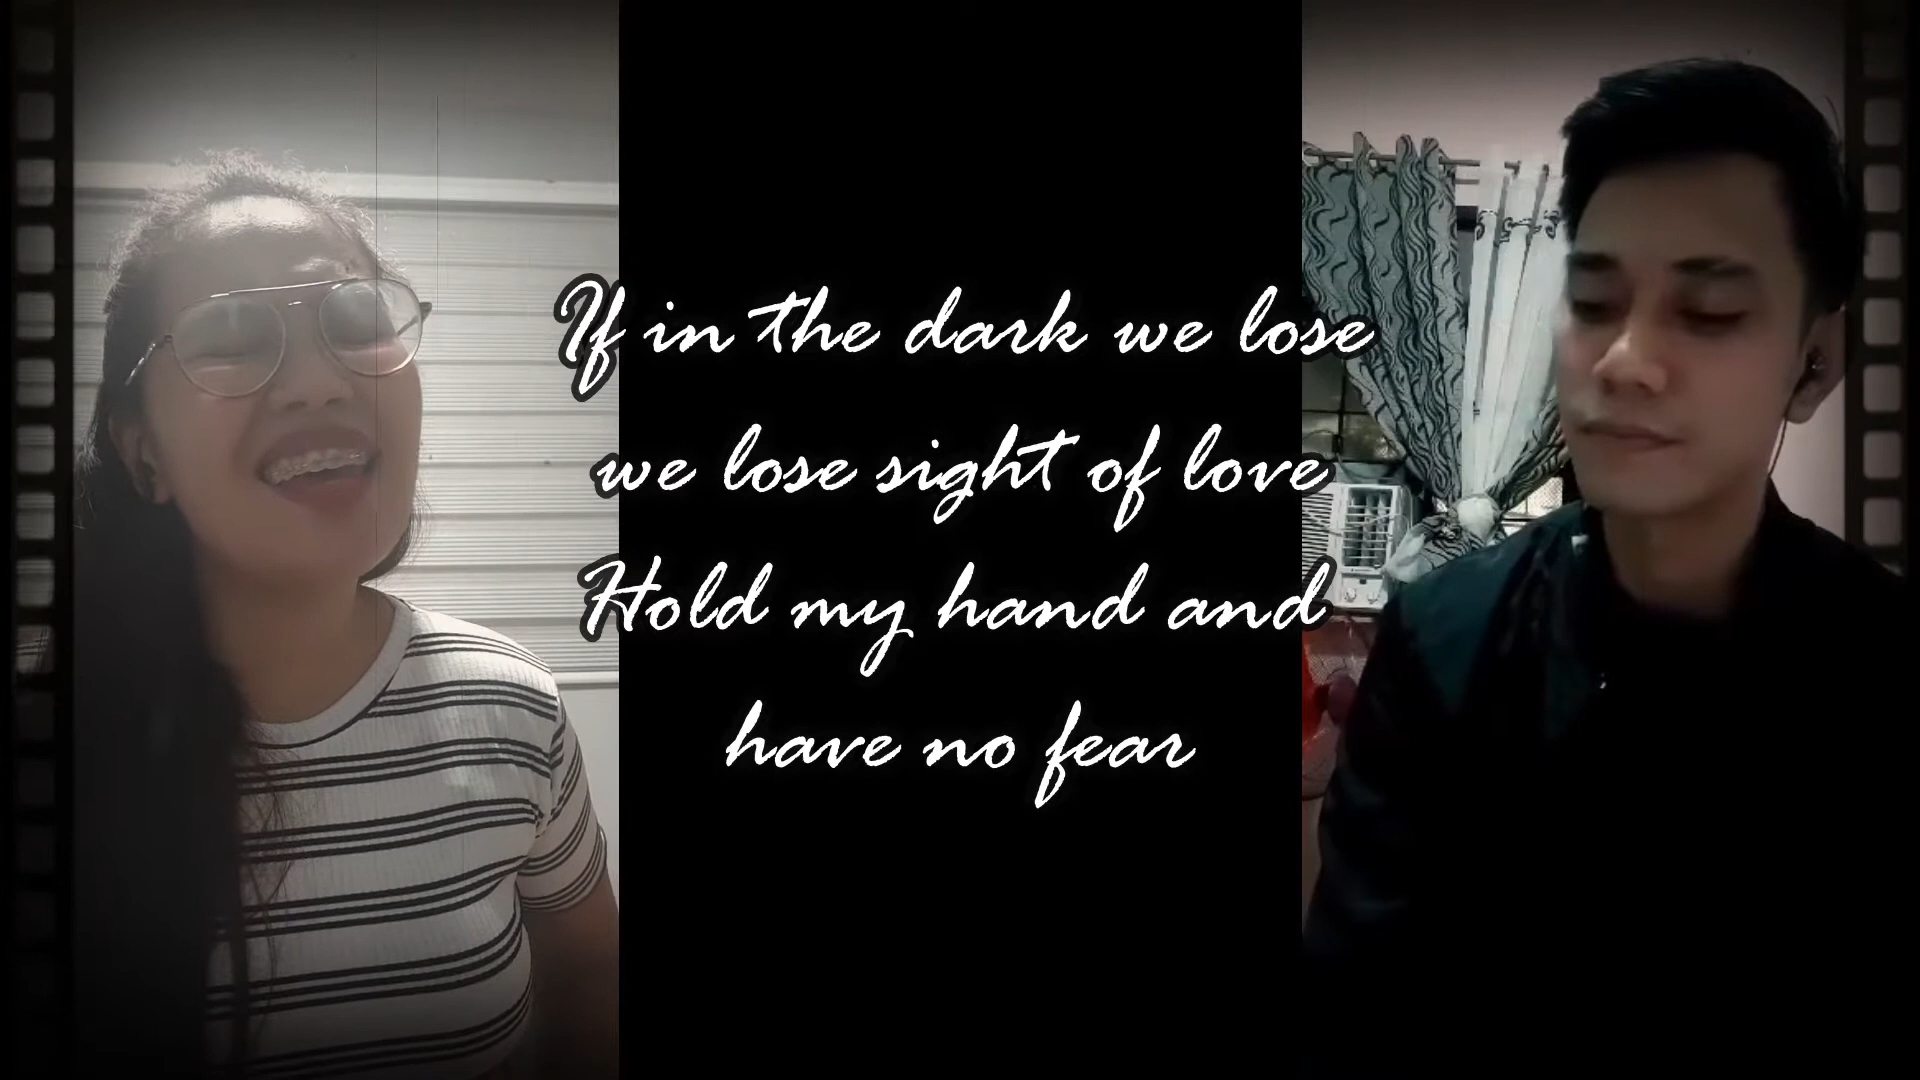 If in the dark we lose
we lose sight of love
Hold my hand and
have no fear